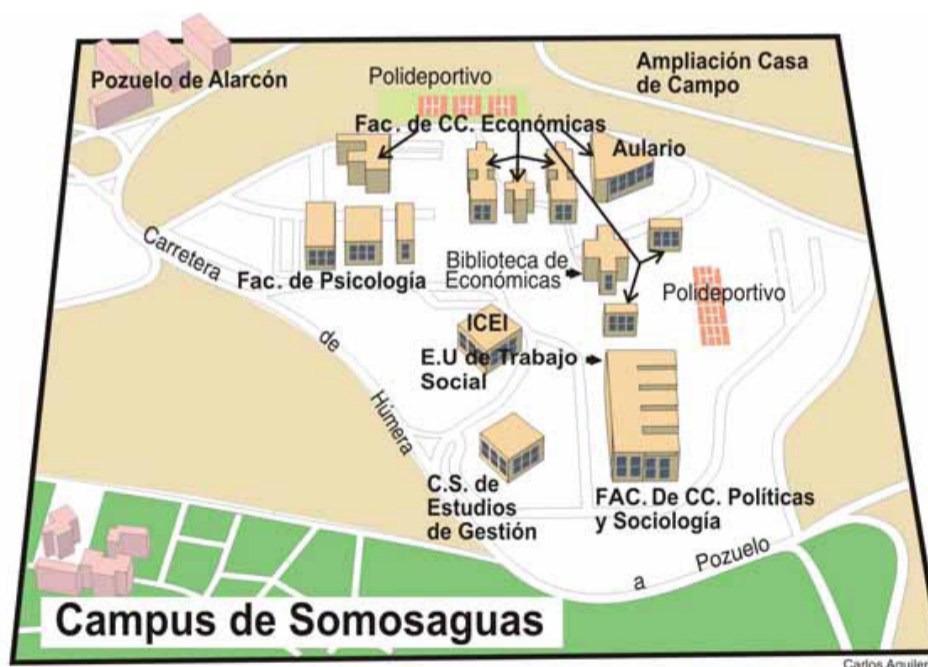 Pozuelo de Alarcón
Polideportivo
Ampliación Casa
de Campo
Fac. de CC. Económicas
Aulario
Carretera
Fac. de Psicología
Biblioteca de
Económicas
Polideportivo
de
ICEI
E.U de Trabajo
Social
Húmera
C.S. de
Estudios
de Gestión
FAC. De CC. Políticas
y Sociología
a
Pozuelo
Campus de Somosaguas
Carlos Aguiler